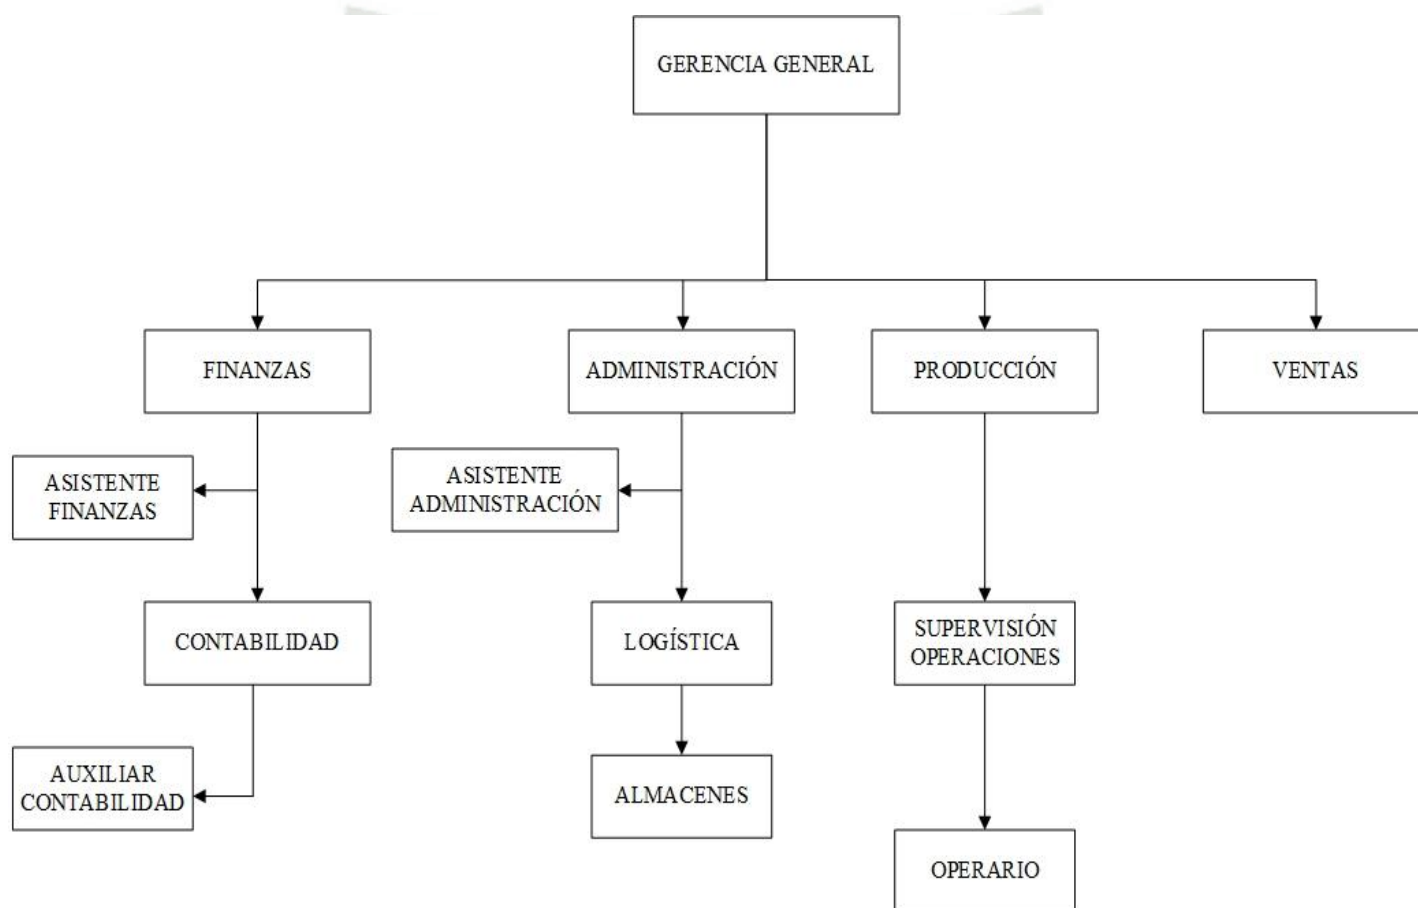 GERENCIA GENERAL
FINANZAS
ADMINISTRACIÓN
PRODUCCIÓN
VENTAS
ASISTENTE
FINANZAS
ASISTENTE
ADMINISTRACIÓN
CONTABILIDAD
LOGÍSTICA
SUPERVISIÓN
OPERACIONES
AUXILIAR
CONTABILIDAD
ALMACENES
OPERARIO